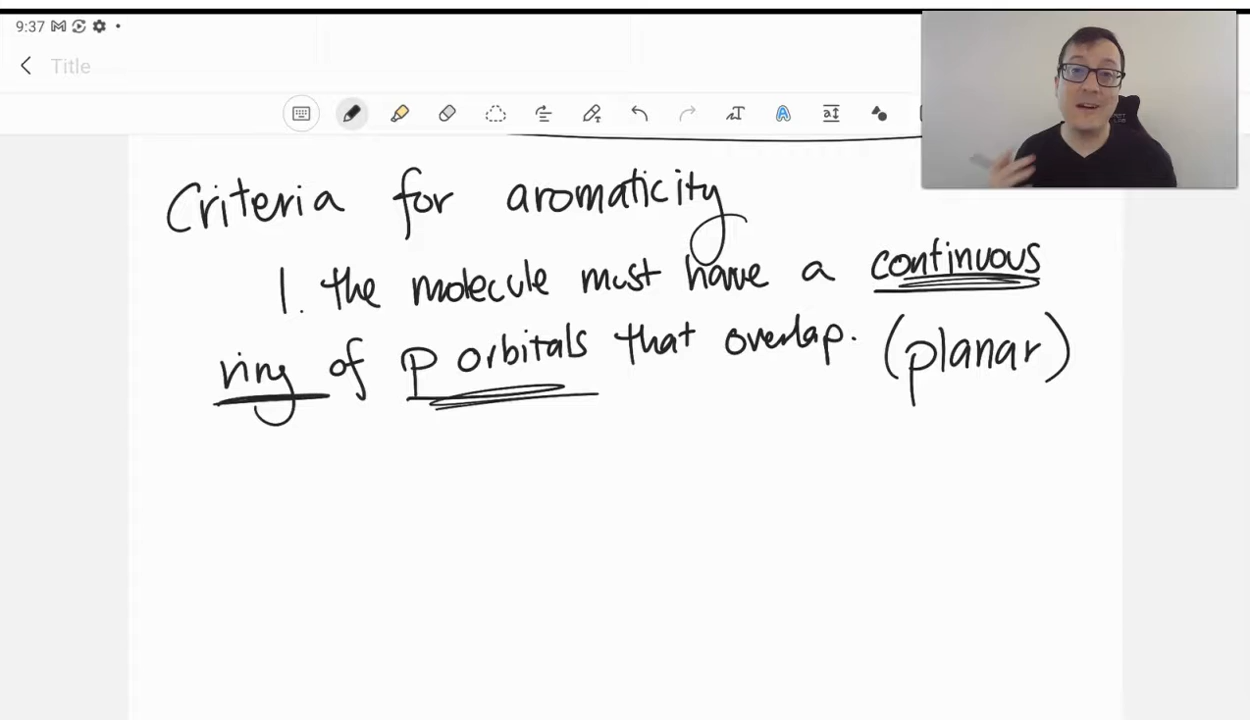 9:37
Title
Criteria for aromaticity
1. the molecule must have a continuous
ring of p orbitals that overlap. (planar)